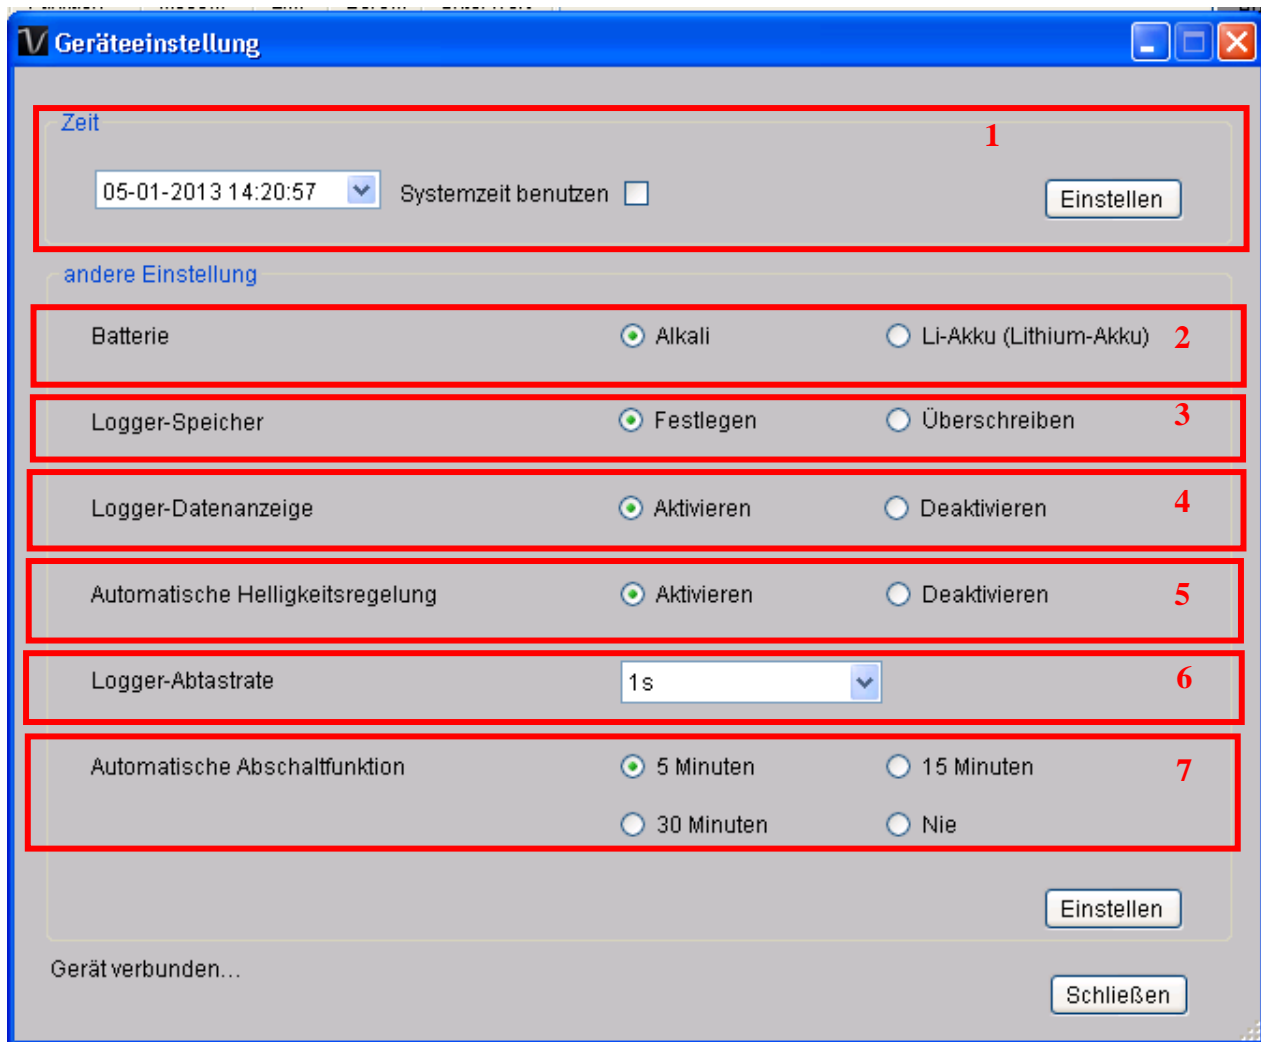 Geräteeinstellung
Zeit
1
05-01-2013 14:20:57 Systemzeit benutzen Einstellen
andere Einstellung
Batterie Alkali Li-Akku (Lithium-Akku) 2
Logger-Speicher Festlegen Überschreiben 3
Logger-Datenanzeige Aktivieren Deaktivieren 4
Automatische Helligkeitsregelung Aktivieren Deaktivieren 5
Logger-Abtastrate 1s 6
Automatische Abschaltfunktion 5 Minuten 15 Minuten 7
30 Minuten Nie
Einstellen
Gerät verbunden...
Schließen